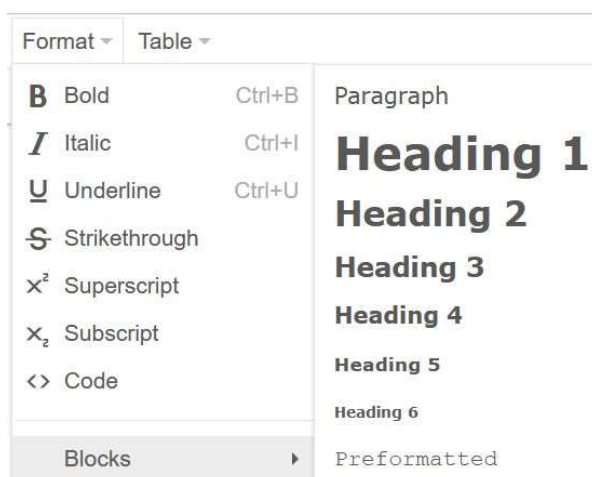 Format Table
Bold Ctrl+B
Italic Ctrl+I
Underline Ctrl+U
Strikethrough
Superscript
Subscript
Code
Blocks
Paragraph
Heading 1
Heading 2
Heading 3
Heading 4
Heading 5
Heading 6
Preformatted